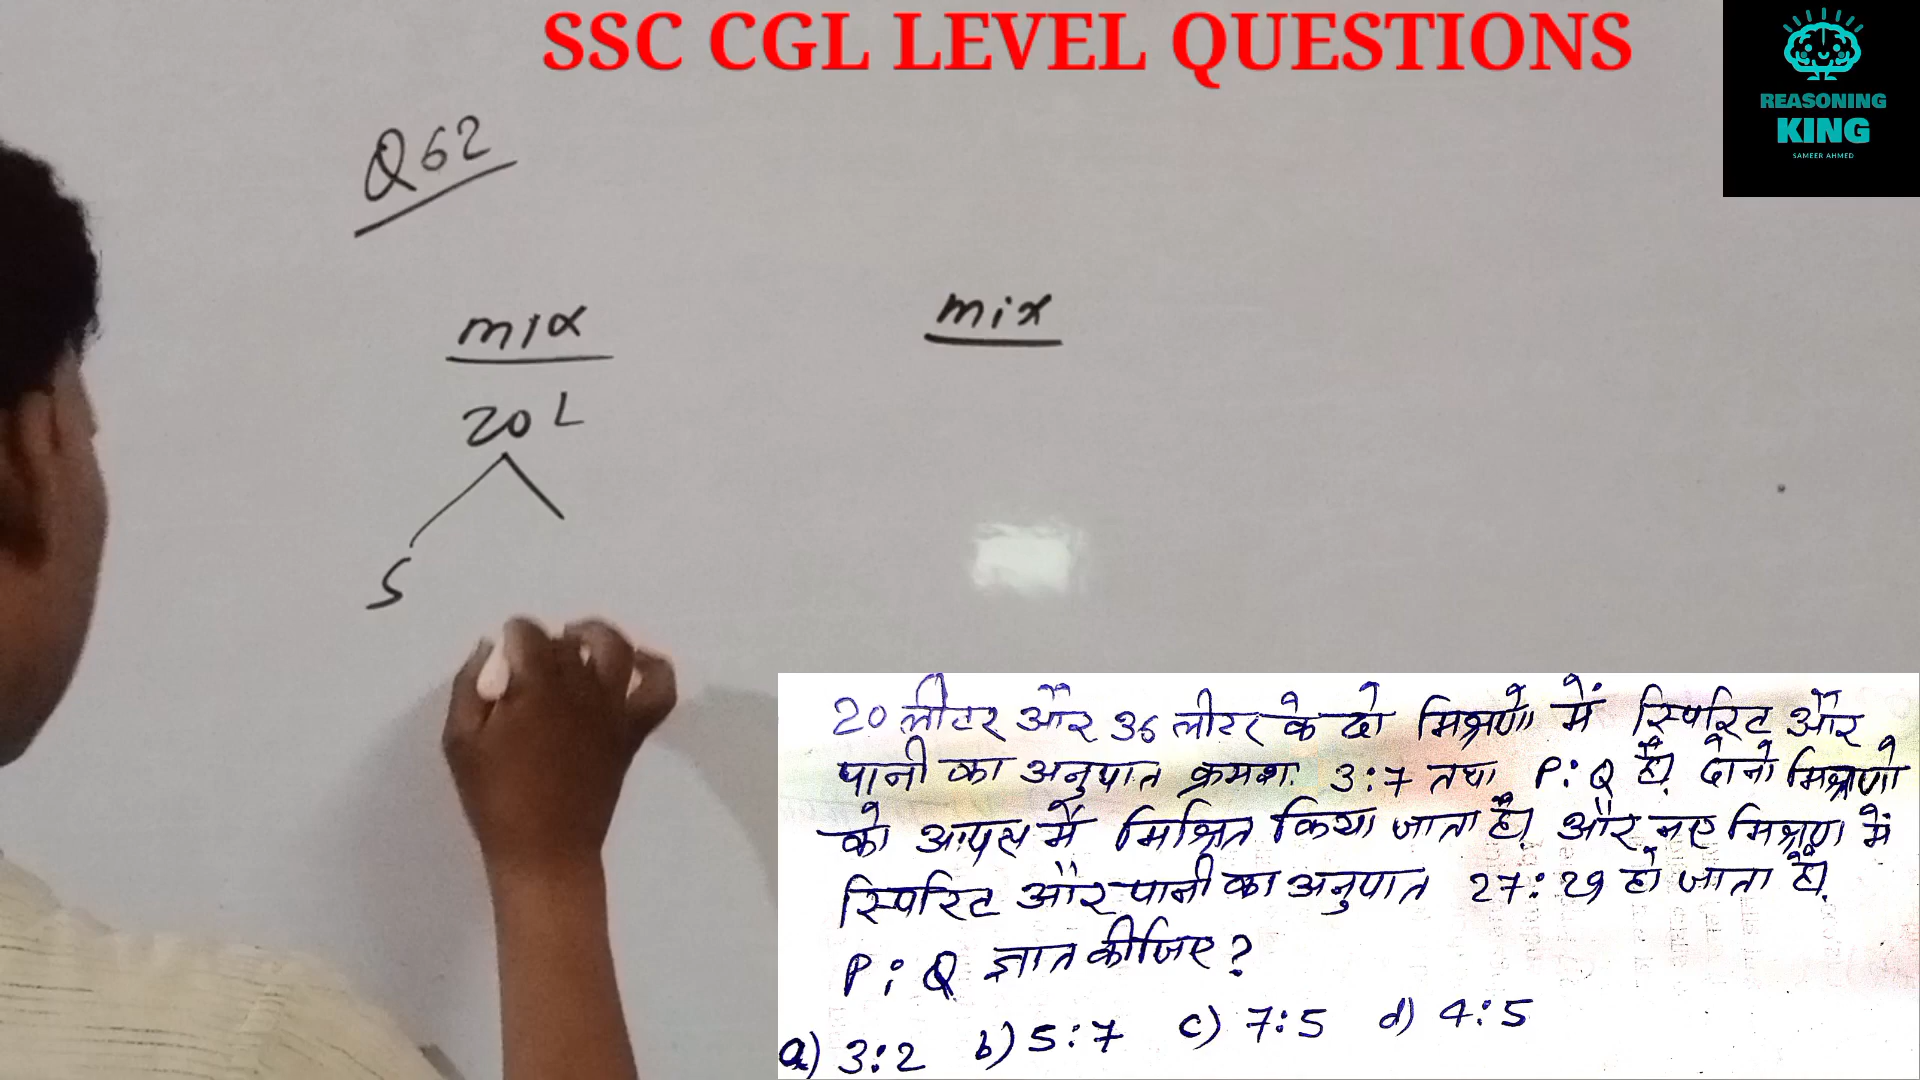 SSC CGL LEVEL QUESTIONS
REASONING
KING
SAMEER AHMED
Q 62
mix
20 L
S
mix
20 लीटर और 36 लीटर के दो मिश्रणों में स्पिरिट और
पानी का अनुपात क्रमशः 3:7 तथा P:Q है। दोनो मिश्रणो
को आपस में मिश्रित किया जाता है। और नए मिश्रण में
स्पिरिट और पानी का अनुपात 27:29 हो जाता है।
P:Q ज्ञात कीजिए?
a) 3:2 b) 5:7 c) 7:5 d) 4:5